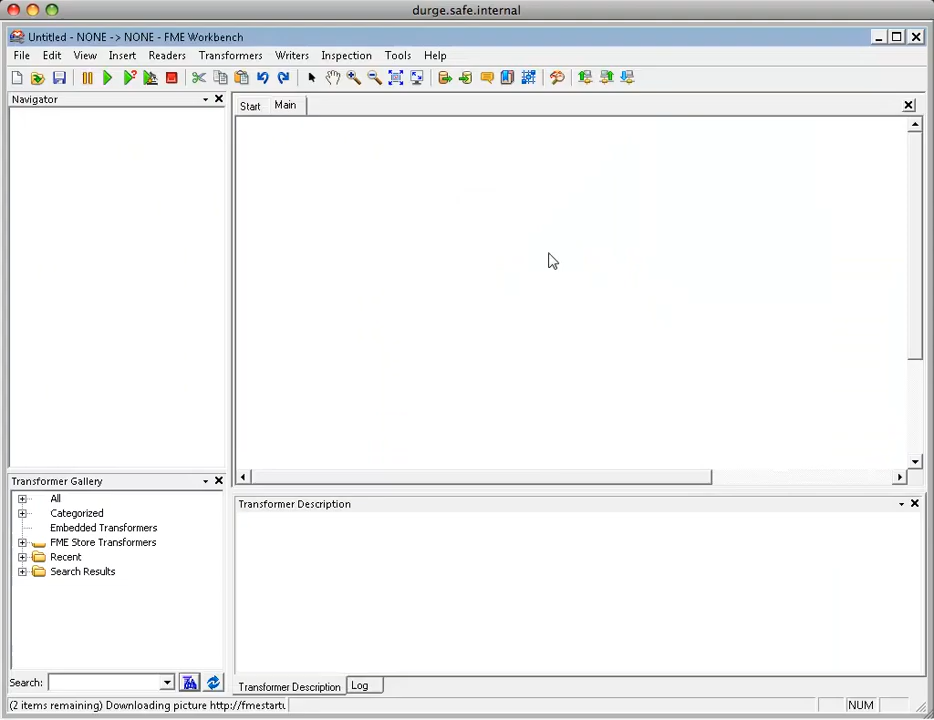 durge.safe.internal
Untitled - NONE -> NONE - FME Workbench
File Edit View Insert Readers Transformers Writers Inspection Tools Help
Navigator
Start Main
Transformer Gallery
All
Categorized
Embedded Transformers
FME Store Transformers
Recent
Search Results
Search:
Transformer Description
Transformer Description Log
(2 items remaining) Downloading picture http://fmestartu
NUM